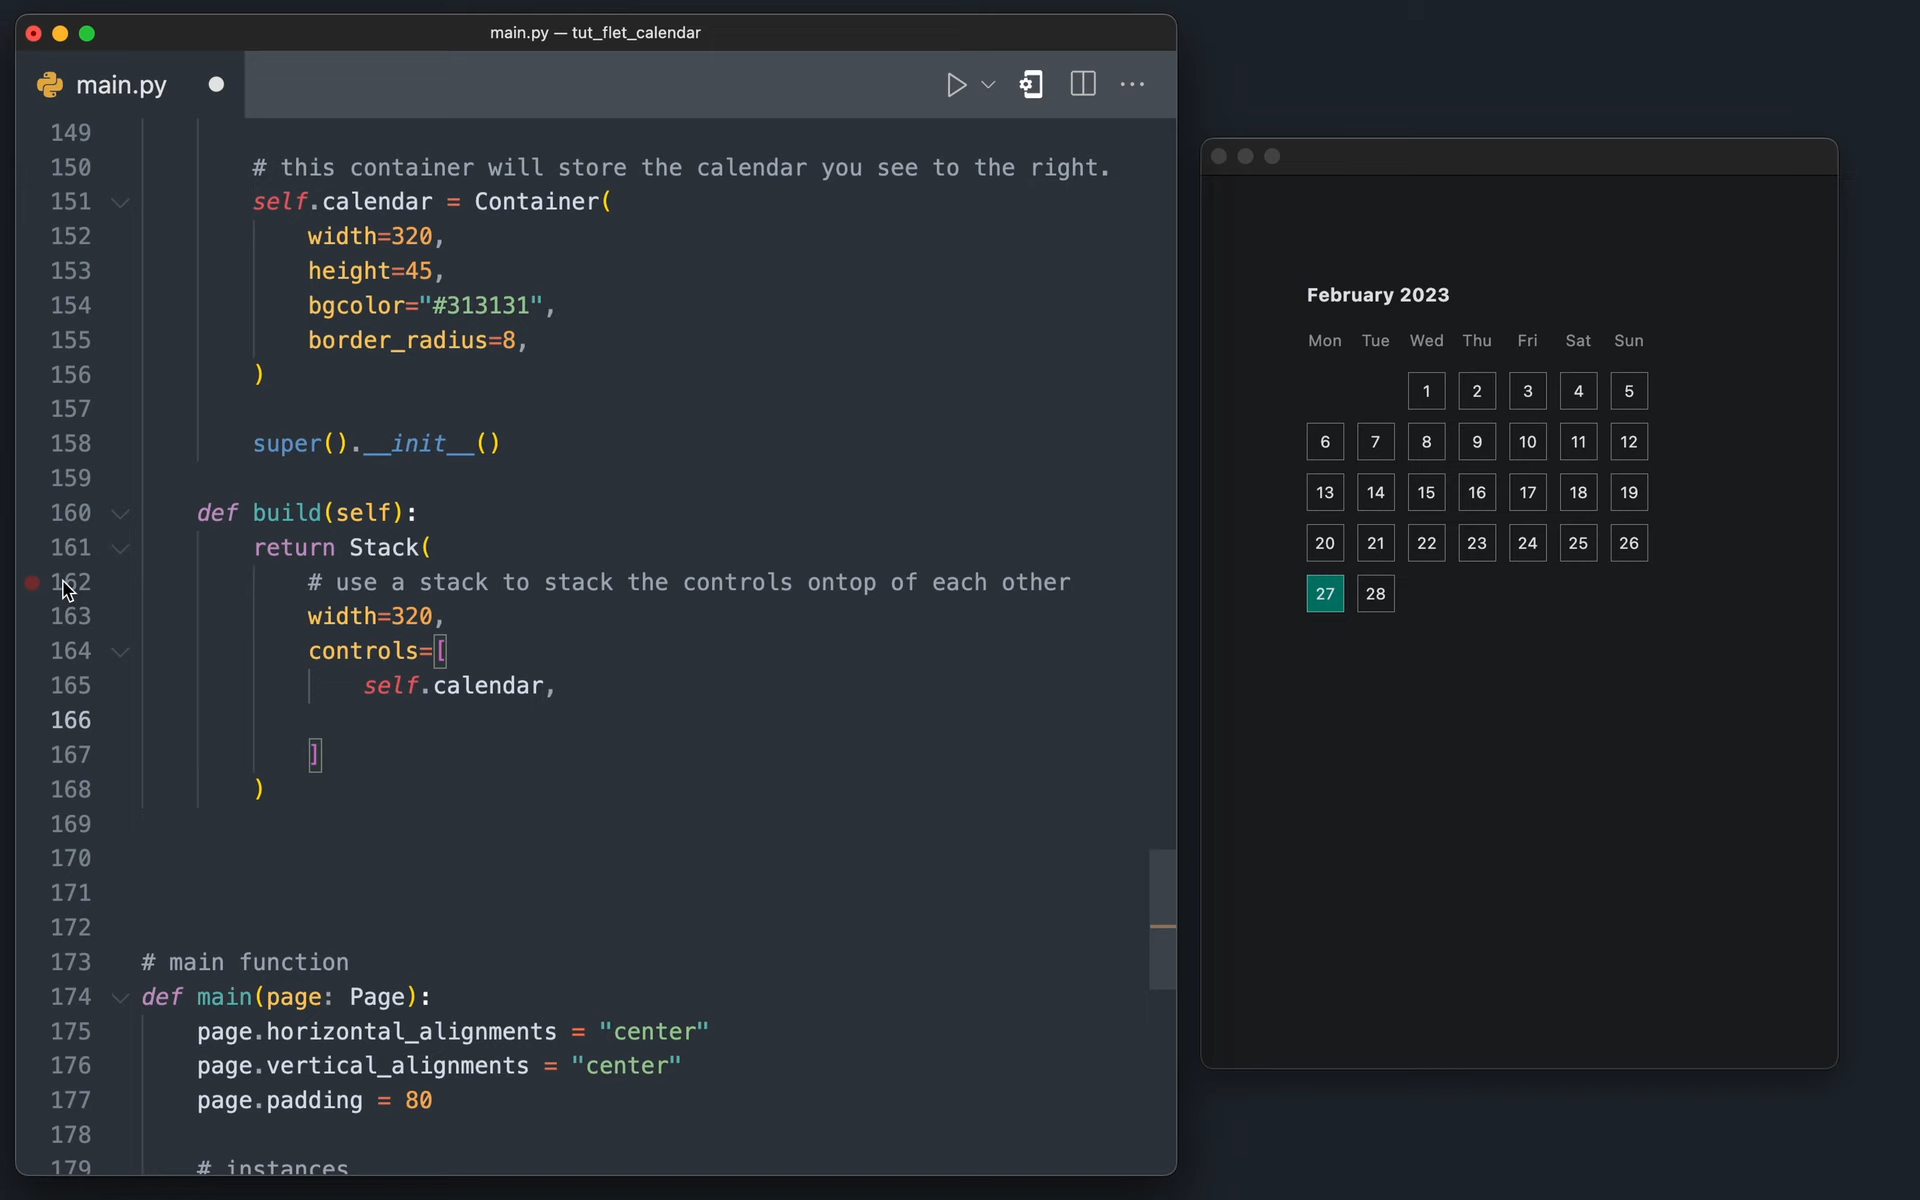 main.py — tut_flet_calendar
main.py
149
150 # this container will store the calendar you see to the right.
151 self.calendar = Container(
152 width=320,
153 height=45,
154 bgcolor="#313131",
155 border_radius=8,
156 )
157
158 super().__init__()
159
160 def build(self):
161 return Stack(
162 # use a stack to stack the controls ontop of each other
163 width=320,
164 controls=[
165 self.calendar,
166
167 ]
168 )
169
170
171
172
173 # main function
174 def main(page: Page):
175 page.horizontal_alignments = "center"
176 page.vertical_alignments = "center"
177 page.padding = 80
178
179 # instances
February 2023
Mon Tue Wed Thu Fri Sat Sun
1 2 3 4 5
6 7 8 9 10 11 12
13 14 15 16 17 18 19
20 21 22 23 24 25 26
27 28